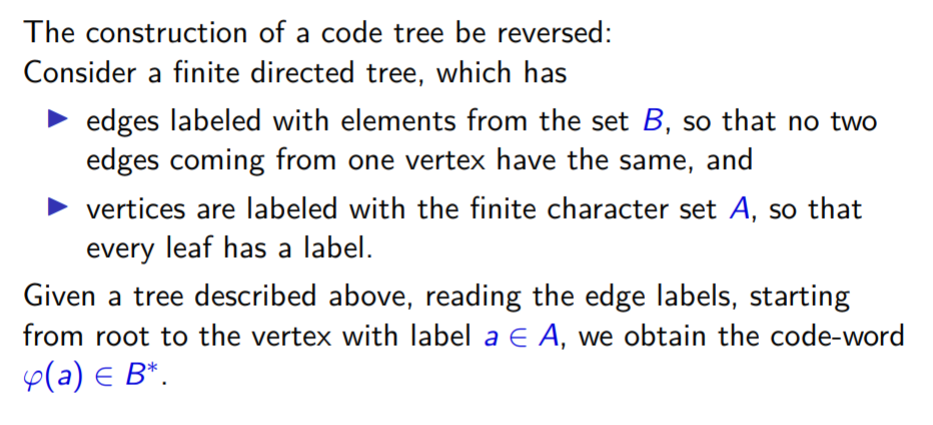 The construction of a code tree be reversed:
Consider a finite directed tree, which has
▶ edges labeled with elements from the set B, so that no two
edges coming from one vertex have the same, and
▶ vertices are labeled with the finite character set A, so that
every leaf has a label.
Given a tree described above, reading the edge labels, starting
from root to the vertex with label a ∈ A, we obtain the code-word
φ(a) ∈ B*.